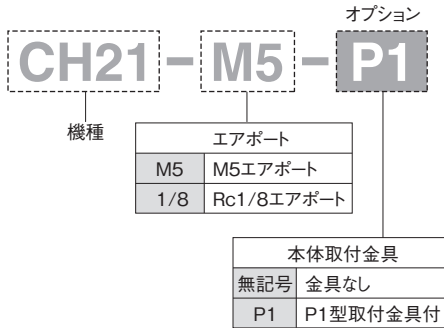 オプション
CH21-M5-P1
機種
エアポート
M5 M5エアポート
1/8 Rc1/8エアポート
本体取付金具
無記号 金具なし
P1 P1型取付金具付